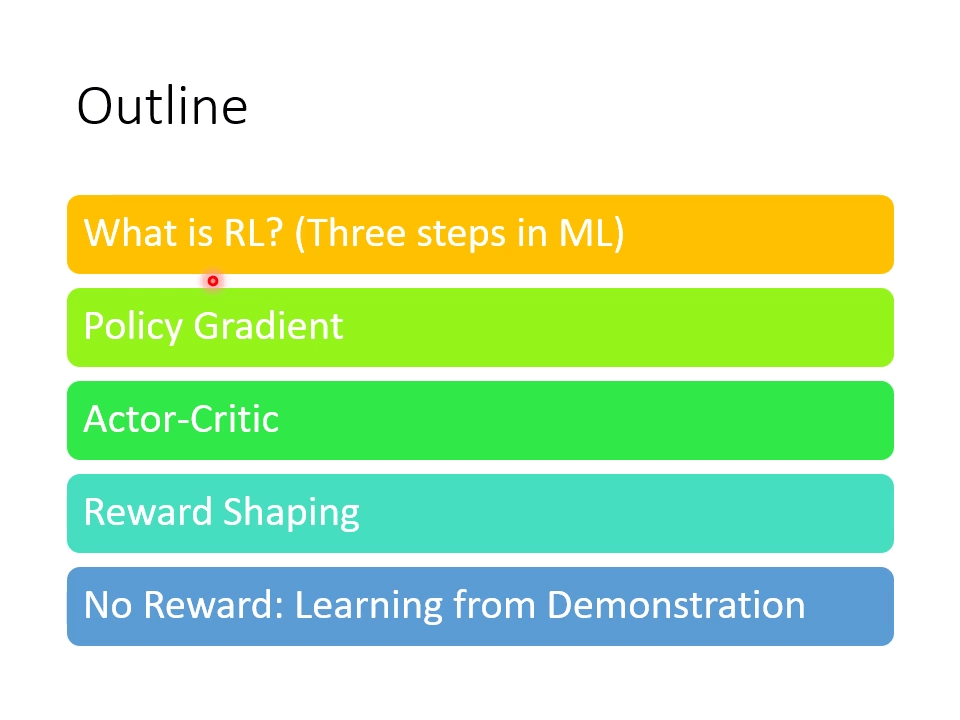 Outline
What is RL? (Three steps in ML)
Policy Gradient
Actor-Critic
Reward Shaping
No Reward: Learning from Demonstration